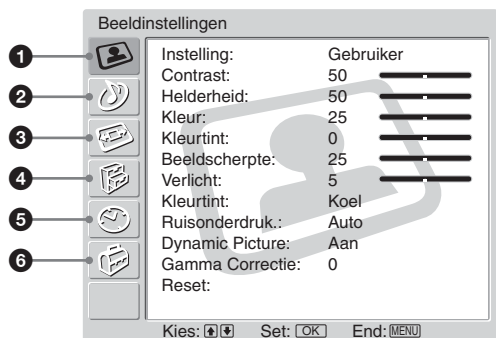 Beeldinstellingen
1
2
3
4
5
6
Instelling: Gebruiker
Contrast: 50
Helderheid: 50
Kleur: 25
Kleurtint: 0
Beeldscherpte: 25
Verlicht: 5
Kleurtint: Koel
Ruisonderdruk.: Auto
Dynamic Picture: Aan
Gamma Correctie: 0
Reset:
Kies: Set: OK End: MENU